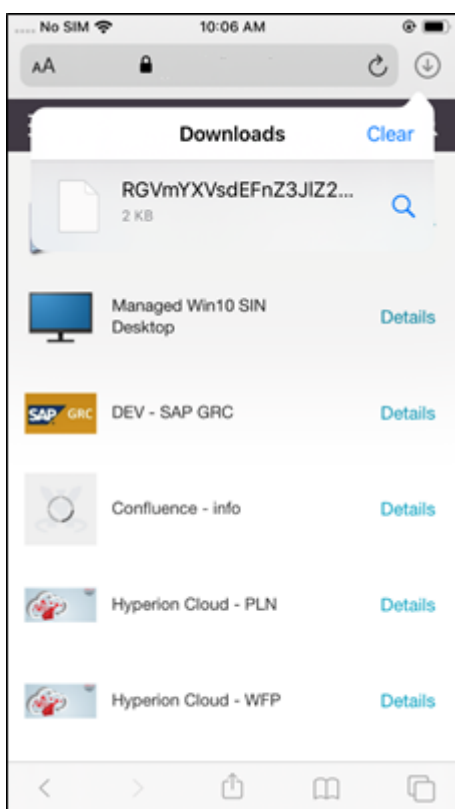 No SIM 10:06 AM
AA
Downloads Clear
RGVmYXVsdEFnZ3JlZ2...
2 KB
Managed Win10 SIN
Desktop
Details
SAP GRC DEV - SAP GRC Details
Confluence - info Details
Hyperion Cloud - PLN Details
Hyperion Cloud - WFP Details